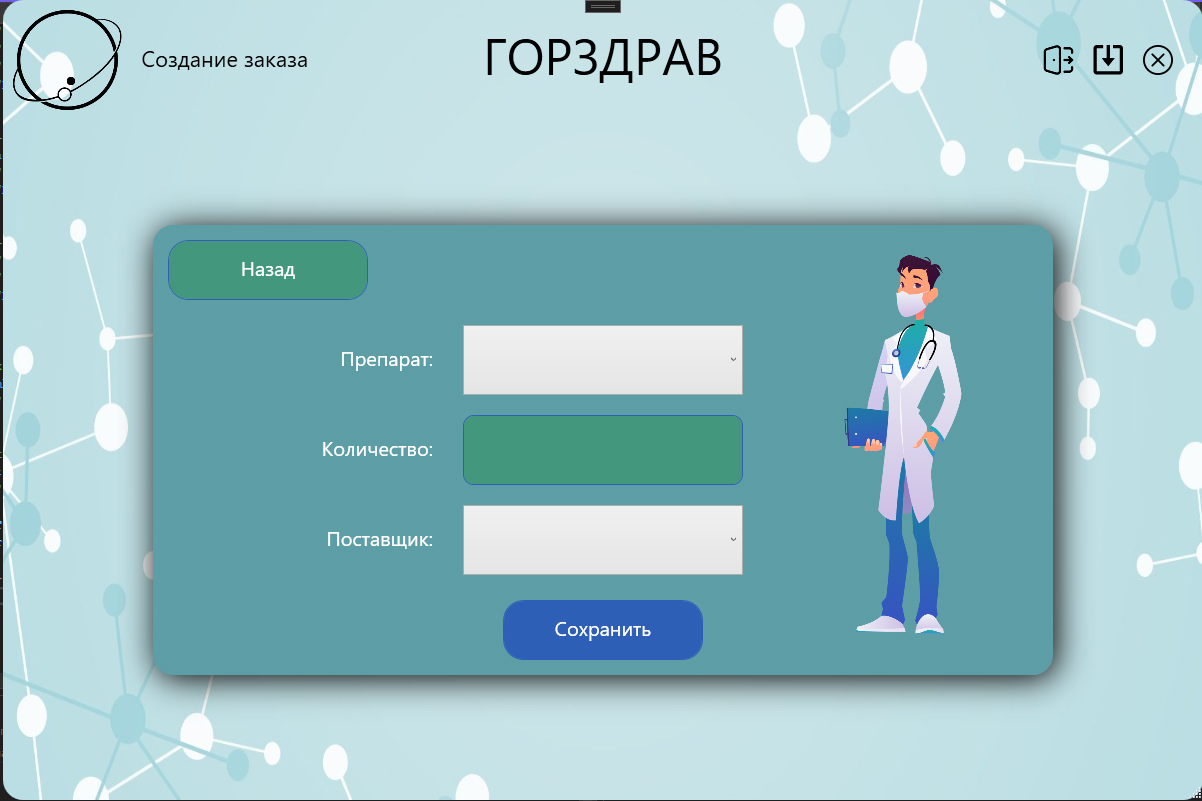 Создание заказа
ГОРЗДРАВ
Назад
Препарат:
Количество:
Поставщик:
Сохранить